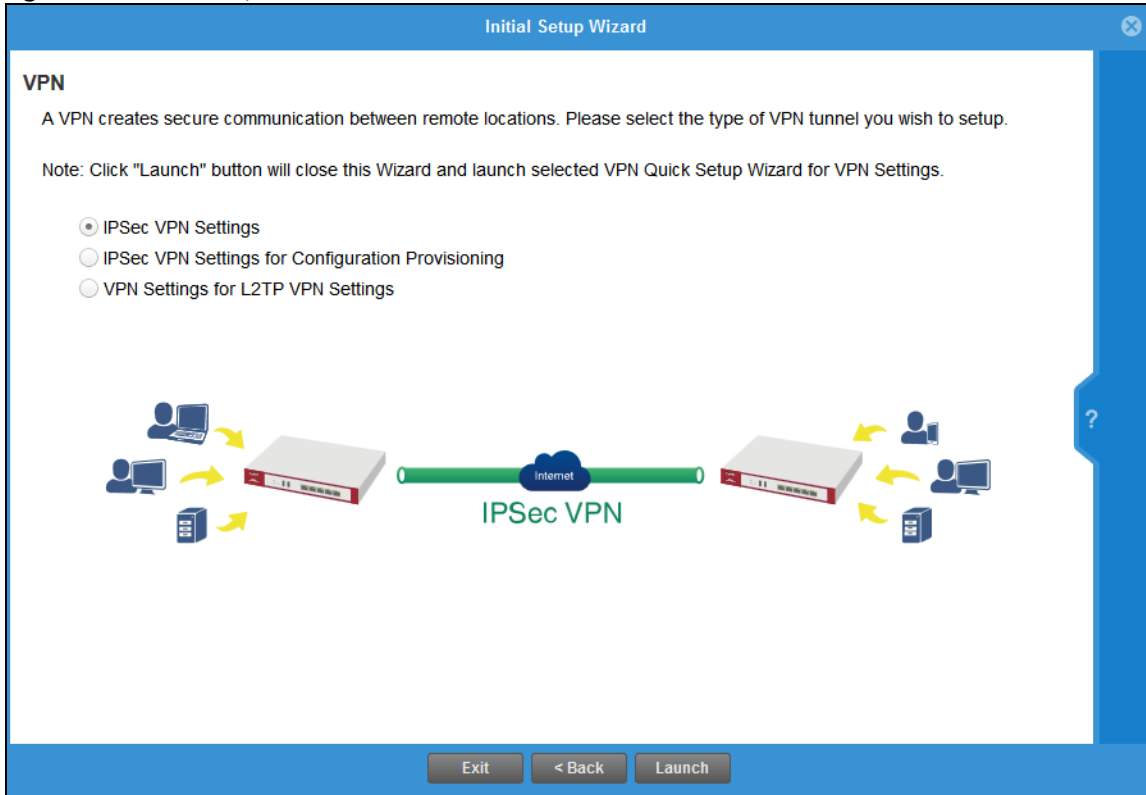 Initial Setup Wizard
VPN
A VPN creates secure communication between remote locations. Please select the type of VPN tunnel you wish to setup.
Note: Click "Launch" button will close this Wizard and launch selected VPN Quick Setup Wizard for VPN Settings.
IPSec VPN Settings
IPSec VPN Settings for Configuration Provisioning
VPN Settings for L2TP VPN Settings
?
Internet
IPSec VPN
Exit
< Back
Launch